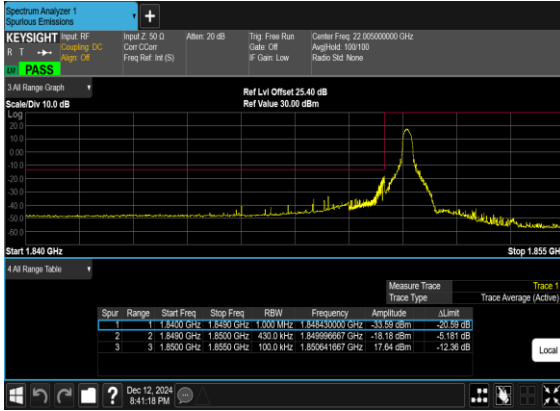 Spectrum Analyzer 1
Spurious Emissions
+
KEYSIGHT Input: RF Input Z: 50 Ω Atten: 20 dB Trig: Free Run Center Freq: 22.005000000 GHz
R T Coupling: DC Corr CCorr Gate: Off Avg|Hold: 100/100
Align: Off Freq Ref: Int (S) IF Gain: Low Radio Std: None
PASS
3 All Range Graph Ref Lvl Offset 25.40 dB
Scale/Div 10.0 dB Ref Value 30.00 dBm
Log
20.0
10.0
0.00
-10.0
-20.0
-30.0
-40.0
-50.0
-60.0
Start 1.840 GHz Stop 1.855 GH
4 All Range Table
Measure Trace Trace 1
Trace Type Trace Average (Active)
Spur Range Start Freq Stop Freq RBW Frequency Amplitude ΔLimit
1 1 1.8400 GHz 1.8490 GHz 1.000 MHz 1.848430000 GHz -33.59 dBm -20.59 dB
2 2 1.8490 GHz 1.8500 GHz 430.0 kHz 1.849996667 GHz -18.18 dBm -5.181 dB
3 3 1.8500 GHz 1.8550 GHz 100.0 kHz 1.850641667 GHz 17.64 dBm -12.36 dB
Local
? Dec 12, 2024
8:41:18 PM